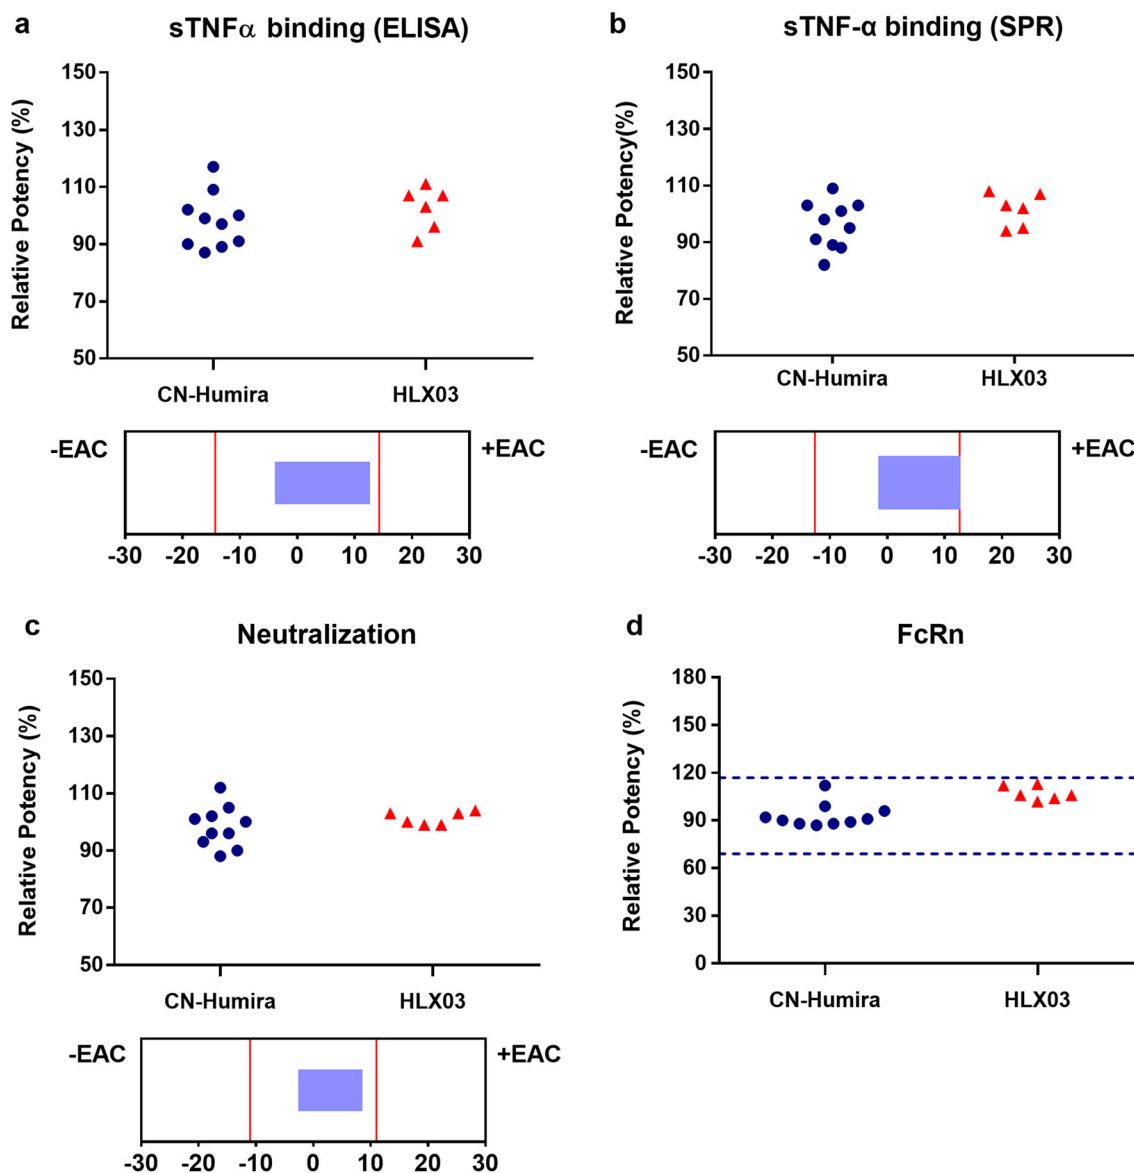 a
sTNFα binding (ELISA)
Relative Potency (%)
150
130
110
90
70
50
CN-Humira
HLX03
-EAC
+EAC
-30 -20 -10 0 10 20 30
b
sTNF-α binding (SPR)
Relative Potency(%)
150
130
110
90
70
50
CN-Humira
HLX03
-EAC
+EAC
-30 -20 -10 0 10 20 30
c
Neutralization
Relative Potency (%)
150
130
110
90
70
50
CN-Humira
HLX03
-EAC
+EAC
-30 -20 -10 0 10 20 30
d
FcRn
Relative Potency (%)
180
150
120
90
60
30
0
CN-Humira
HLX03